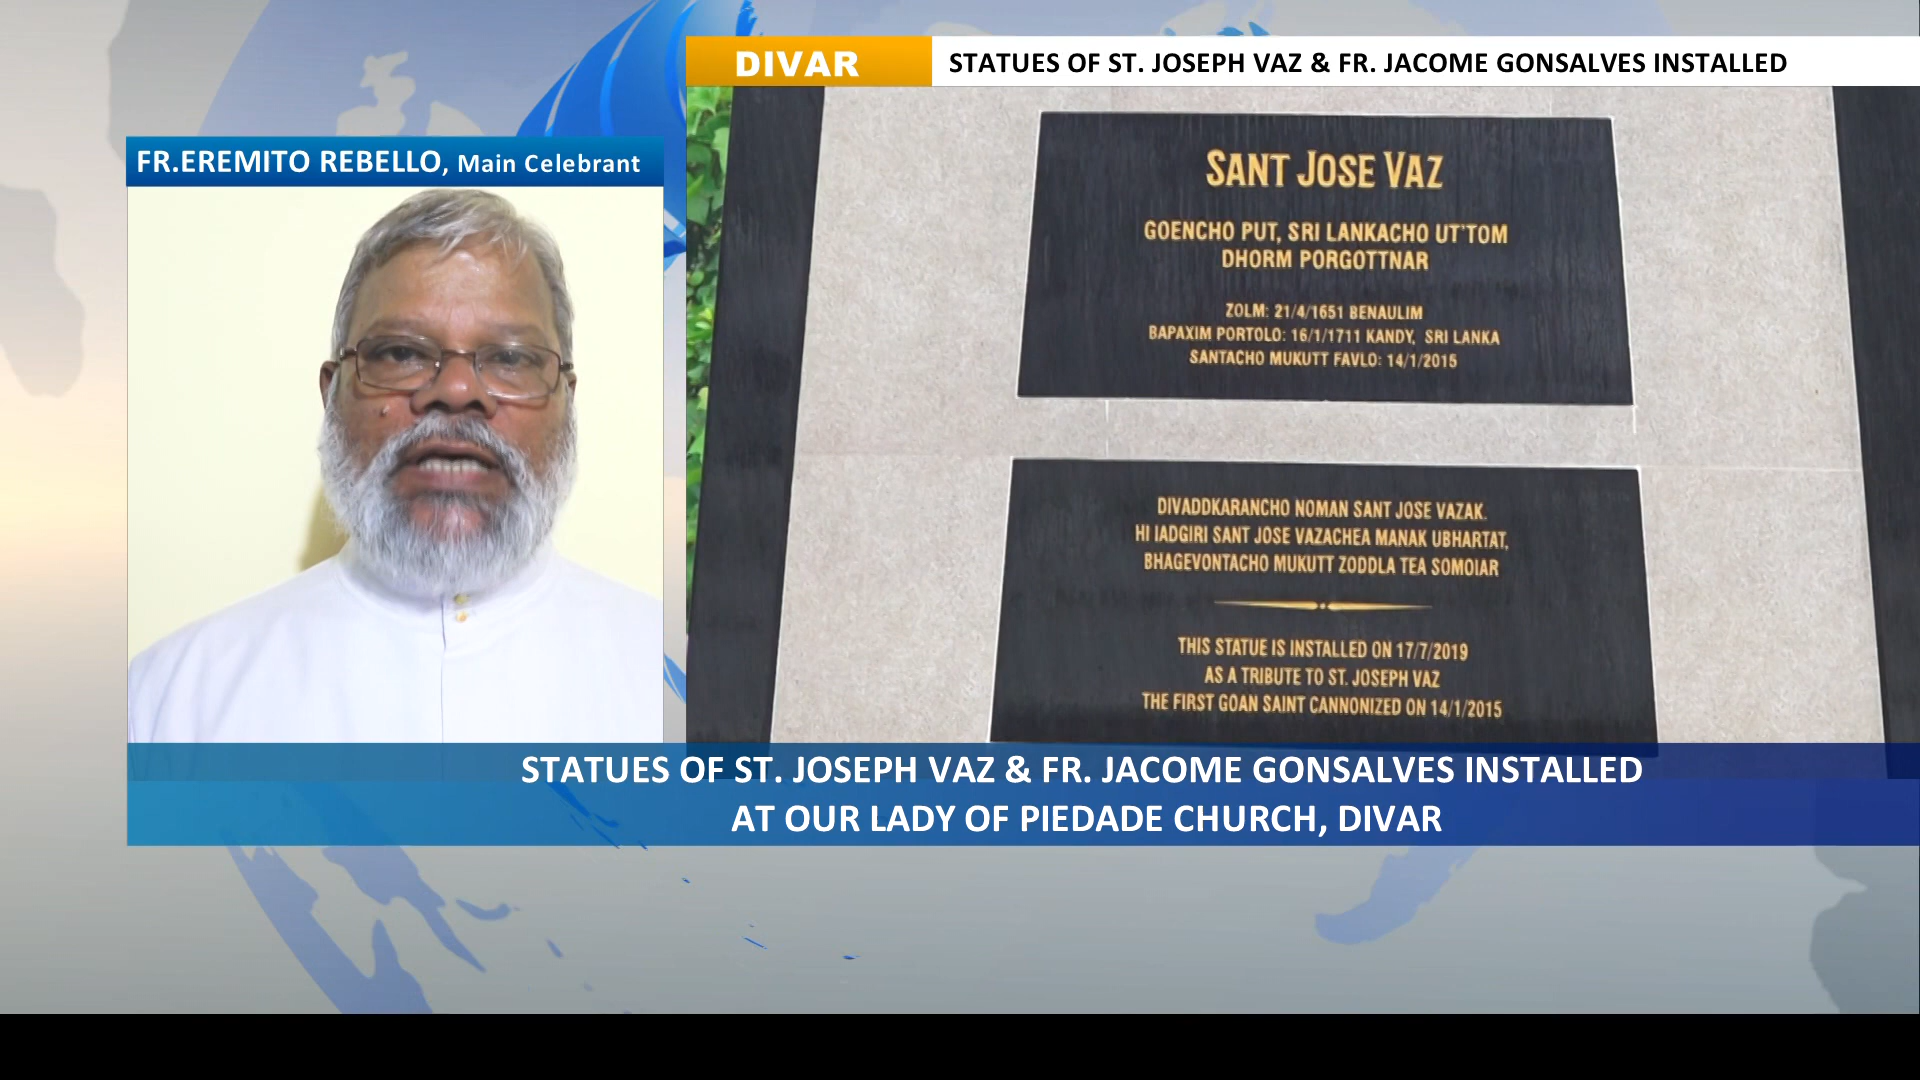 DIVAR
STATUES OF ST. JOSEPH VAZ & FR. JACOME GONSALVES INSTALLED
FR.EREMITO REBELLO, Main Celebrant
SANT JOSE VAZ
GOENCHO PUT, SRI LANKACHO UT'TOM
DHORM PORGOTTNAR
ZOLM: 21/4/1651 BENAULIM
BAPAXIM PORTOLO: 16/1/1711 KANDY, SRI LANKA
SANTACHO MUKUTT FAVLO: 14/1/2015
DIVADDKARANCHO NOMAN SANT JOSE VAZAK.
HI IADGIRI SANT JOSE VAZACHEA MANAK UBHARTAT,
BHAGEVONTACHO MUKUTT ZODDLA TEA SOMOIAR
THIS STATUE IS INSTALLED ON 17/7/2019
AS A TRIBUTE TO ST. JOSEPH VAZ
THE FIRST GOAN SAINT CANNONIZED ON 14/1/2015
STATUES OF ST. JOSEPH VAZ & FR. JACOME GONSALVES INSTALLED
AT OUR LADY OF PIEDADE CHURCH, DIVAR